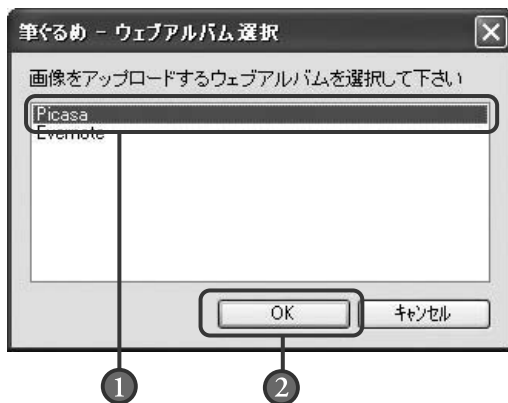 筆ぐるめ - ウェブアルバム選択
画像をアップロードするウェブアルバムを選択して下さい
Picasa
Evernote
OK
キャンセル
1
2